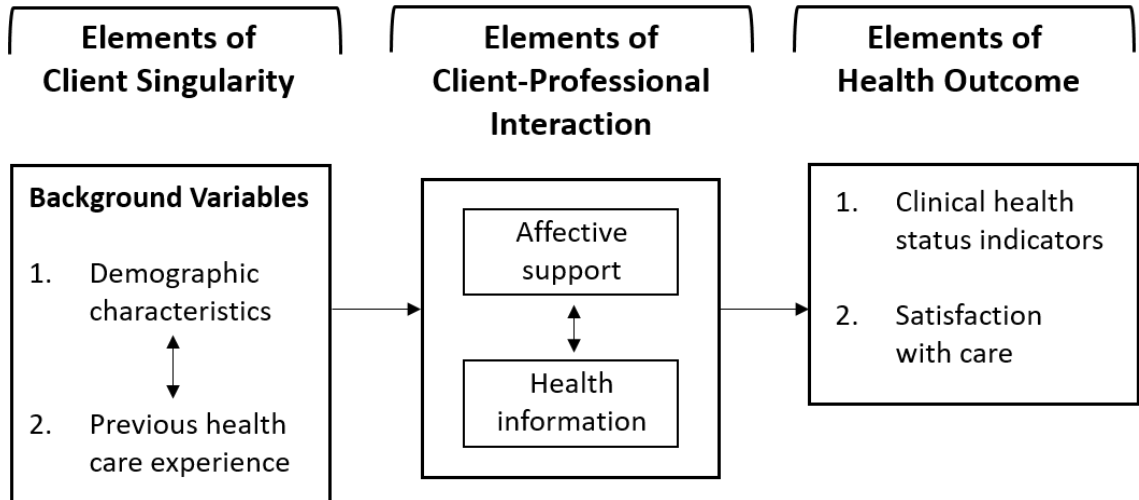 Elements of
Client Singularity
Elements of
Client-Professional
Interaction
Elements of
Health Outcome
Background Variables
1. Demographic
characteristics
2. Previous health
care experience
Affective
support
Health
information
1. Clinical health
status indicators
2. Satisfaction
with care